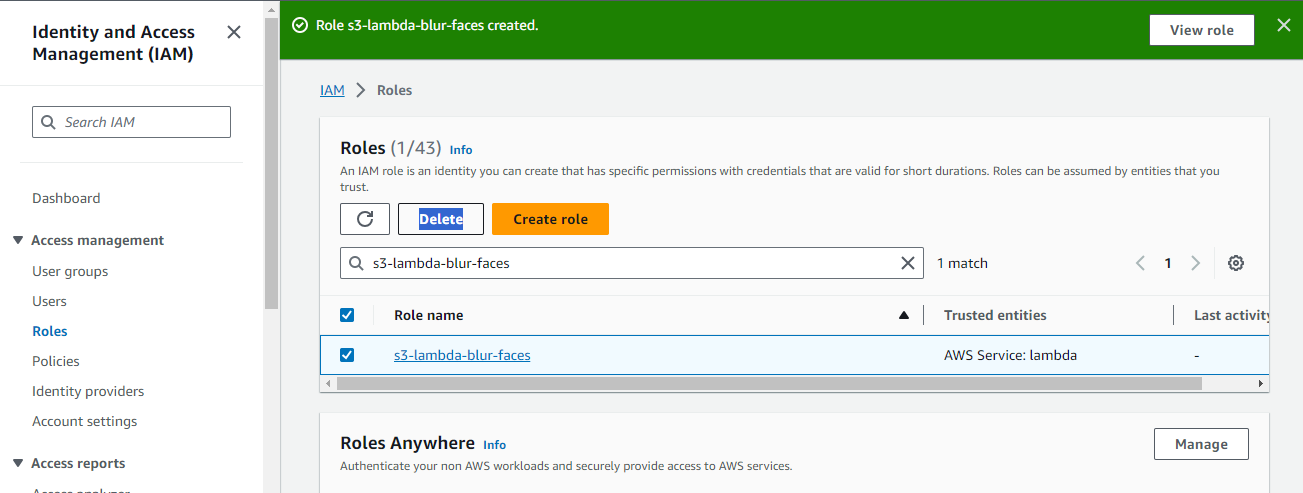 Identity and Access
Management (IAM)
Search IAM
Dashboard
Access management
User groups
Users
Roles
Policies
Identity providers
Account settings
Access reports
Access analyzer
Role s3-lambda-blur-faces created.
View role
IAM
Roles
Roles (1/43) Info
An IAM role is an identity you can create that has specific permissions with credentials that are valid for short durations. Roles can be assumed by entities that you
trust.
Delete
Create role
s3-lambda-blur-faces
1 match
1
Role name
Trusted entities
Last activity
s3-lambda-blur-faces
AWS Service: lambda
-
Roles Anywhere Info
Manage
Authenticate your non AWS workloads and securely provide access to AWS services.